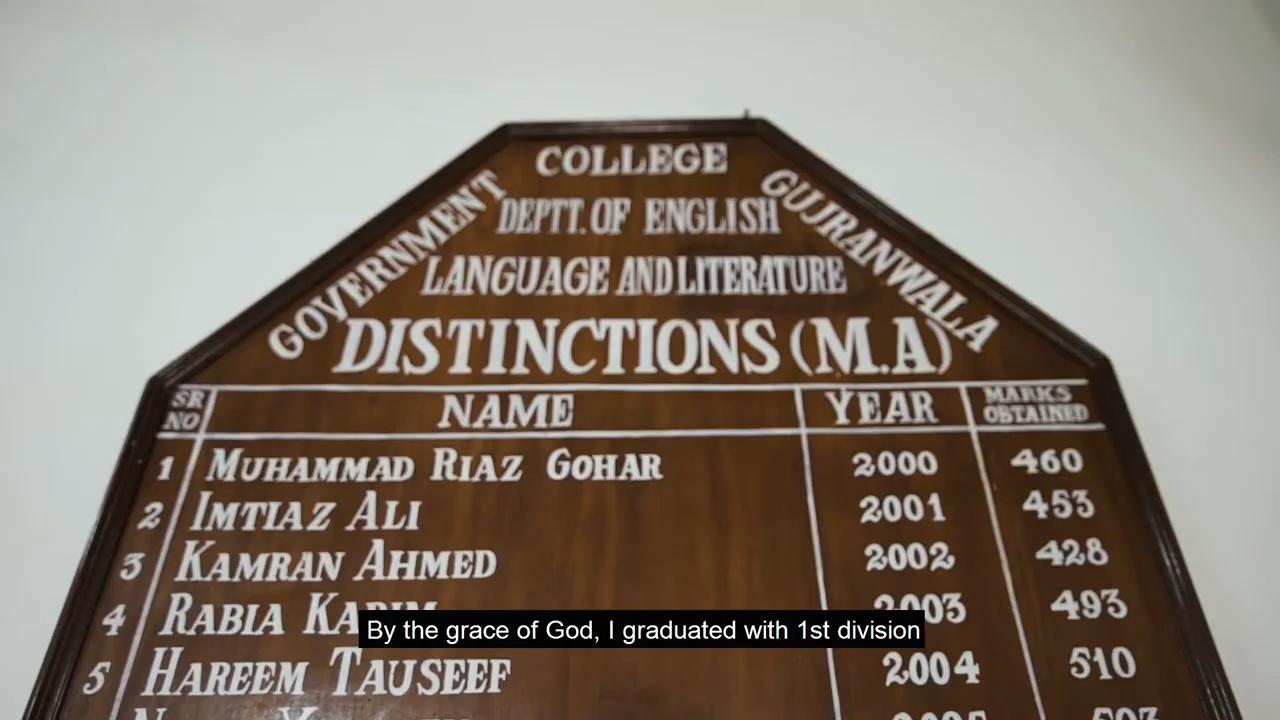 COLLEGE
GOVERNMENT
GUJRANWALA
DEPTT. OF ENGLISH
LANGUAGE AND LITERATURE
DISTINCTIONS (M.A)
SR NO NAME YEAR MARKS OBTAINED
1 MUHAMMAD RIAZ GOHAR 2000 460
2 IMTIAZ ALI 2001 453
3 KAMRAN AHMED 2002 428
4 RABIA 2003 493
By the grace of God, I graduated with 1st division
5 HAREEM TAUSEEF 2004 510